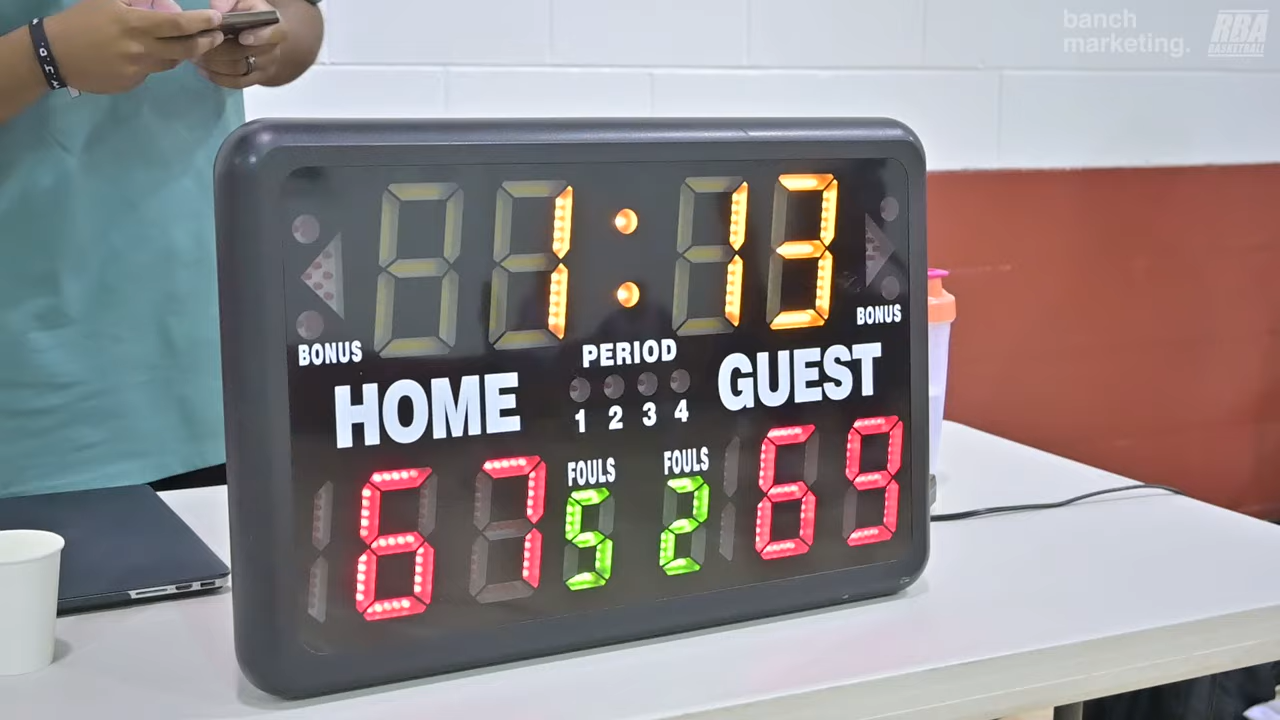 banch
marketing.
RBA
BASKETBALL
1:13
BONUS
BONUS
PERIOD
HOME
GUEST
1 2 3 4
FOULS
FOULS
67
5
2
69